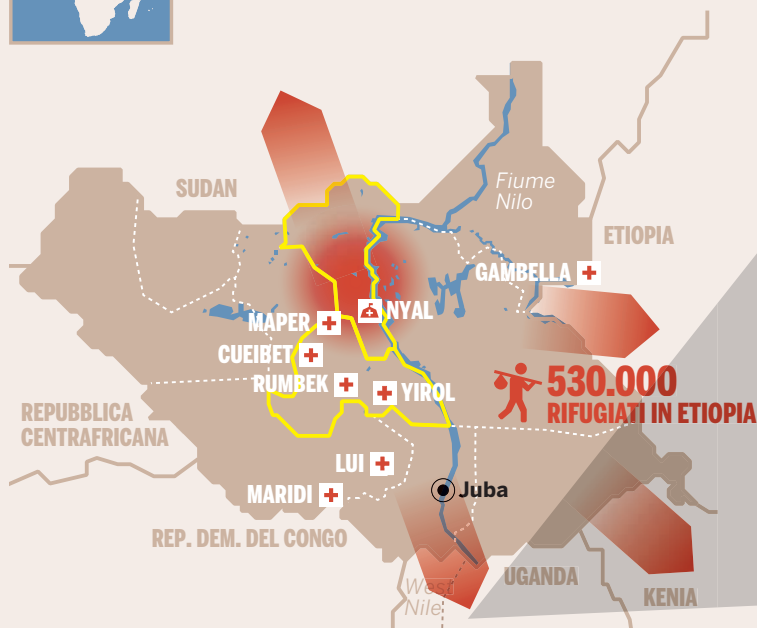 SUDAN
Fiume
Nilo
ETIOPIA
GAMBELLA
NYAL
MAPER
CUEIBET
RUMBEK
YIROL
530.000
RIFUGIATI IN ETIOPIA
REPUBBLICA
CENTRAFRICANA
LUI
MARIDI
Juba
REP. DEM. DEL CONGO
UGANDA
West
Nile
KENIA